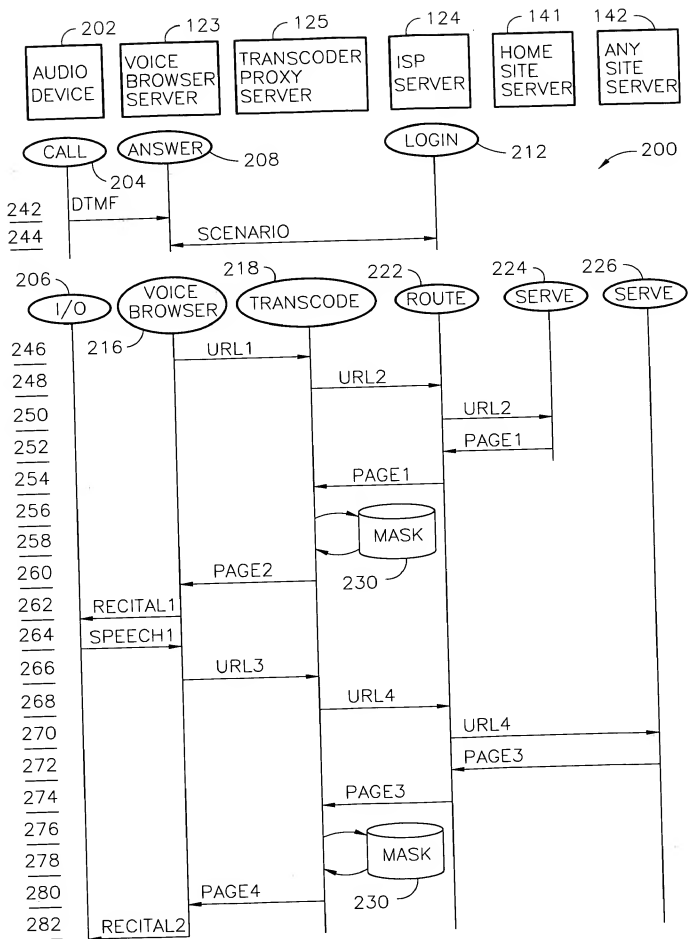 202 123 125 124 141 142
AUDIO DEVICE
VOICE BROWSER SERVER
TRANSCODER PROXY SERVER
ISP SERVER
HOME SITE SERVER
ANY SITE SERVER
CALL ANSWER LOGIN
204 208 212 200
242 DTMF
244 SCENARIO
206 218 222 224 226
I/O VOICE BROWSER TRANSCODE ROUTE SERVE SERVE
216
246 URL1
248 URL2
250 URL2
252 PAGE1
254 PAGE1
256
258 MASK
260 PAGE2 230
262 RECITAL1
264 SPEECH1
266 URL3
268 URL4
270 URL4
272 PAGE3
274 PAGE3
276
278 MASK
280 PAGE4 230
282 RECITAL2